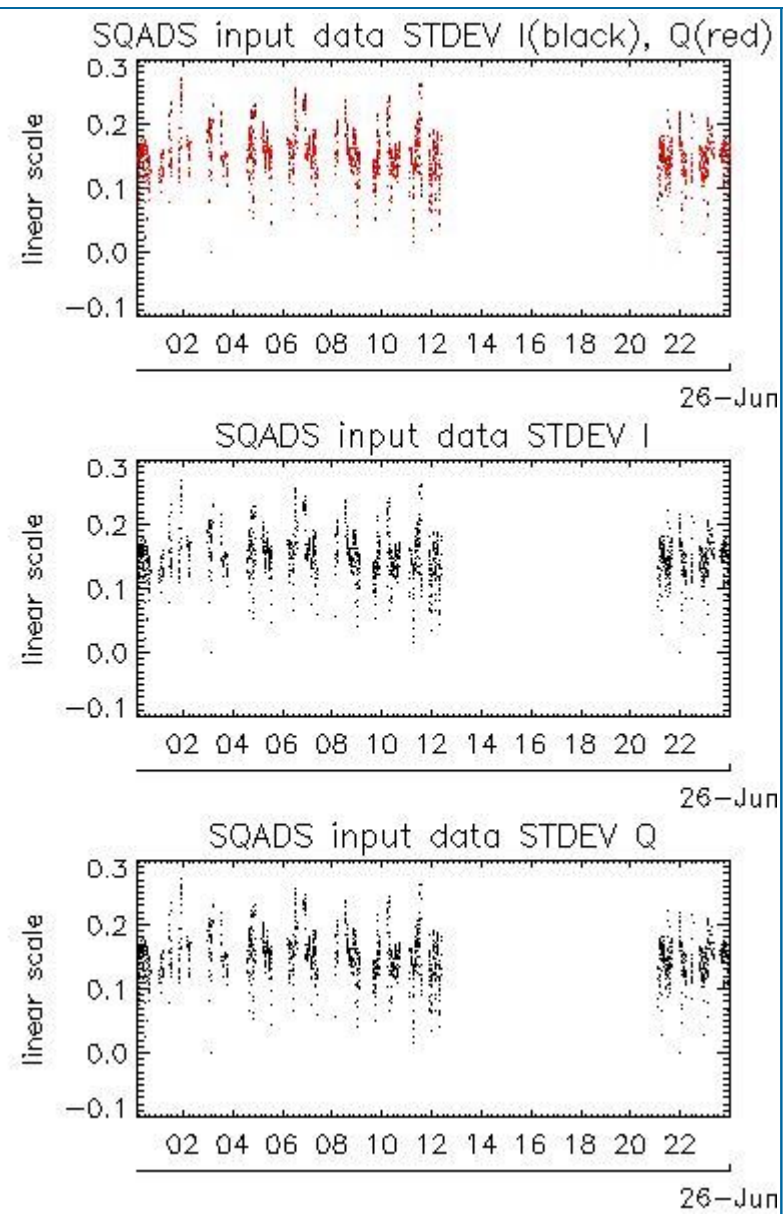 SQADS input data STDEV I(black), Q(red)
0.3
0.2
0.1
0.0
-0.1
linear scale
02 04 06 08 10 12 14 16 18 20 22
26-Jun
SQADS input data STDEV I
0.3
0.2
0.1
0.0
-0.1
linear scale
02 04 06 08 10 12 14 16 18 20 22
26-Jun
SQADS input data STDEV Q
0.3
0.2
0.1
0.0
-0.1
linear scale
02 04 06 08 10 12 14 16 18 20 22
26-Jun